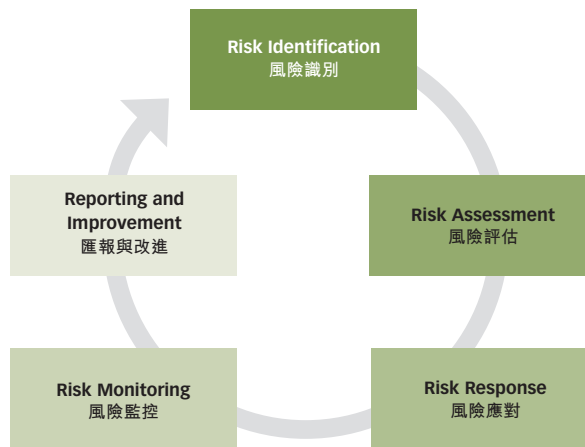 Risk Identification
風險識別
Risk Assessment
風險評估
Risk Response
風險應對
Risk Monitoring
風險監控
Reporting and
Improvement
匯報與改進